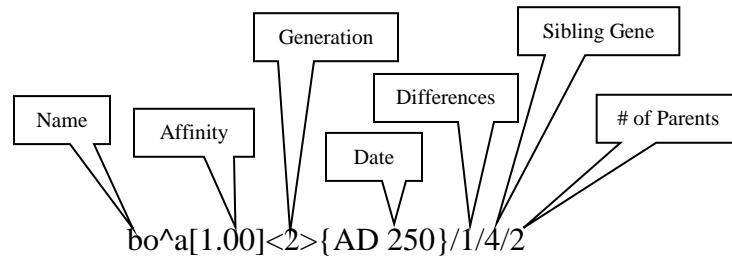 Sibling Gene
Generation
Differences
# of Parents
Name
Affinity
Date
bo^a[1.00]<2>{AD 250}/1/4/2